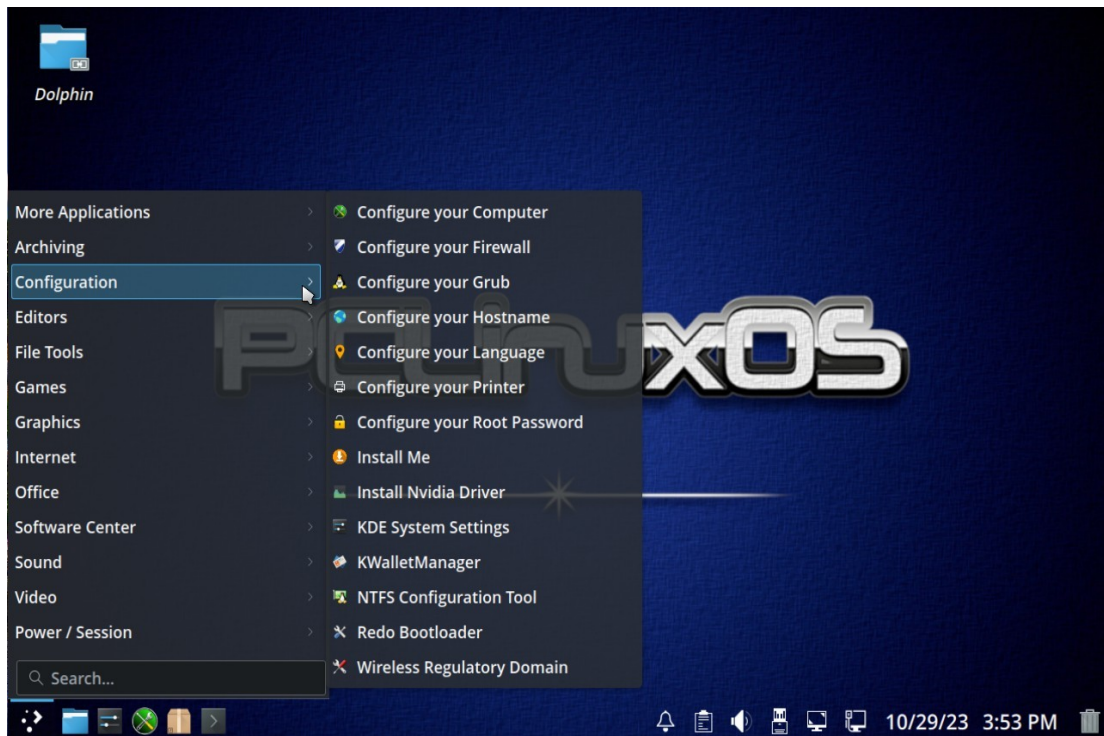 Dolphin
More Applications
Archiving
Configuration
Editors
File Tools
Games
Graphics
Internet
Office
Software Center
Sound
Video
Power / Session
Search...
Configure your Computer
Configure your Firewall
Configure your Grub
Configure your Hostname
Configure your Language
Configure your Printer
Configure your Root Password
Install Me
Install Nvidia Driver
KDE System Settings
KWalletManager
NTFS Configuration Tool
Redo Bootloader
Wireless Regulatory Domain
PCLinuxOS
10/29/23 3:53 PM